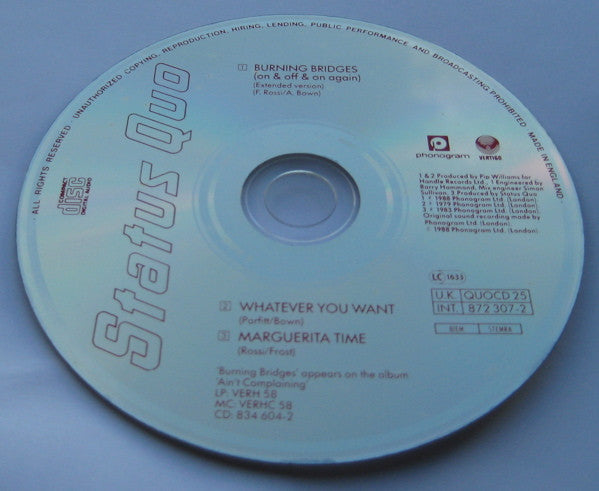 ALL RIGHTS RESERVED · UNAUTHORIZED COPYING, REPRODUCTION, HIRING, LENDING, PUBLIC PERFORMANCE AND BROADCASTING PROHIBITED · MADE IN ENGLAND ·
Status Quo
COMPACT
disc
DIGITAL AUDIO
1 BURNING BRIDGES
(on & off & on again)
(Extended version)
(F. Rossi/A. Bown)
phonogram
VERTIGO
1 & 2 Produced by Pip Williams for
Handle Records Ltd. 1 Engineered by
Barry Hammond, Mix engineer Simon
Sullivan. 3 Produced by Status Quo
1 ℗ 1988 Phonogram Ltd. (London).
2 ℗ 1979 Phonogram Ltd. (London).
3 ℗ 1983 Phonogram Ltd. (London).
Original sound recording made by
Phonogram Ltd. (London).
© 1988 Phonogram Ltd. (London)
LC 1633
U.K. QUOCD 25
INT. 872 307-2
BIEM STEMRA
2 WHATEVER YOU WANT
(Parfitt/Bown)
3 MARGUERITA TIME
(Rossi/Frost)
'Burning Bridges' appears on the album
'Ain't Complaining'
LP: VERH 58
MC: VERHC 58
CD: 834 604-2